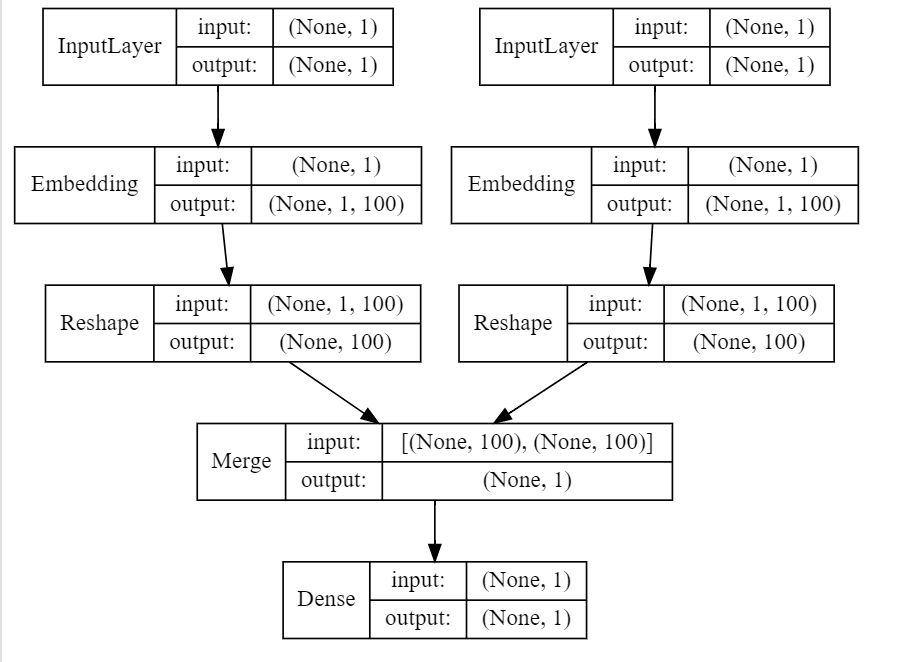 InputLayer input: (None, 1) output: (None, 1)
InputLayer input: (None, 1) output: (None, 1)
Embedding input: (None, 1) output: (None, 1, 100)
Embedding input: (None, 1) output: (None, 1, 100)
Reshape input: (None, 1, 100) output: (None, 100)
Reshape input: (None, 1, 100) output: (None, 100)
Merge input: [(None, 100), (None, 100)] output: (None, 1)
Dense input: (None, 1) output: (None, 1)